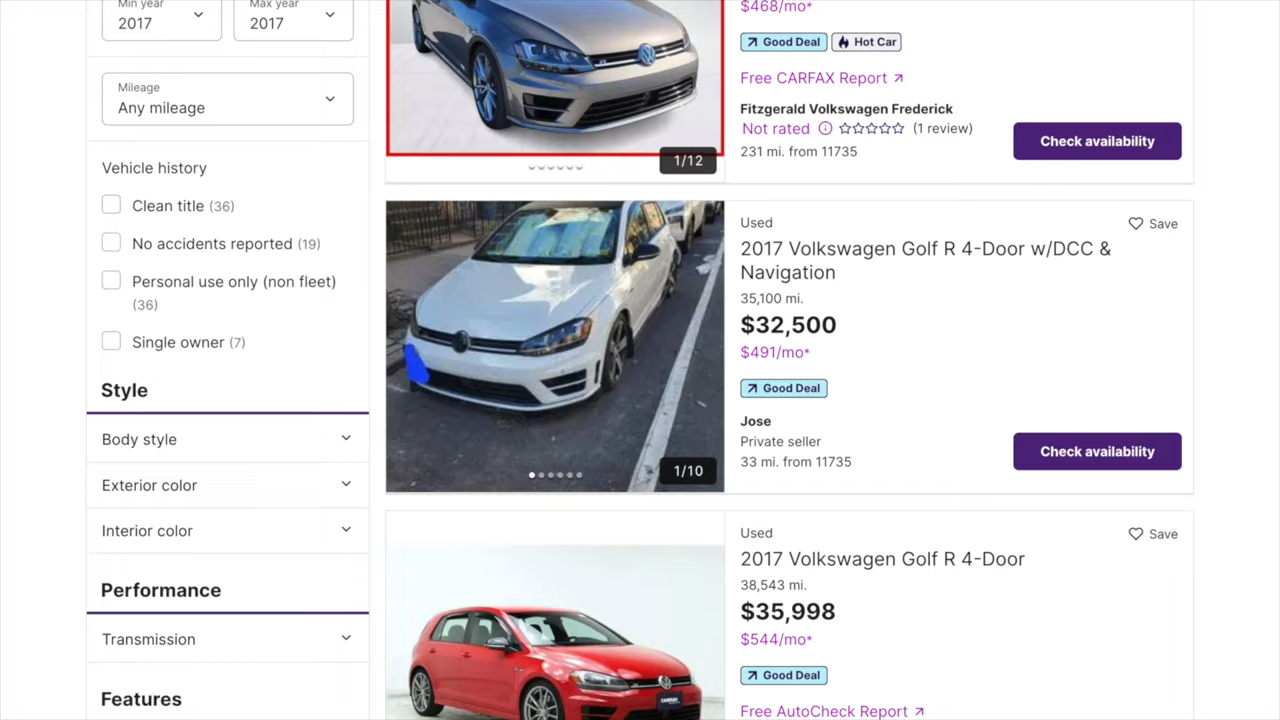 Min year
2017
Max year
2017
Mileage
Any mileage
Vehicle history
Clean title (36)
No accidents reported (19)
Personal use only (non fleet)
(36)
Single owner (7)
Style
Body style
Exterior color
Interior color
Performance
Transmission
Features
1/12
$468/mo*
Good Deal
Hot Car
Free CARFAX Report
Fitzgerald Volkswagen Frederick
Not rated (1 review)
231 mi. from 11735
Check availability
1/10
Used
Save
2017 Volkswagen Golf R 4-Door w/DCC &
Navigation
35,100 mi.
$32,500
$491/mo*
Good Deal
Jose
Private seller
33 mi. from 11735
Check availability
Used
Save
2017 Volkswagen Golf R 4-Door
38,543 mi.
$35,998
$544/mo*
Good Deal
Free AutoCheck Report